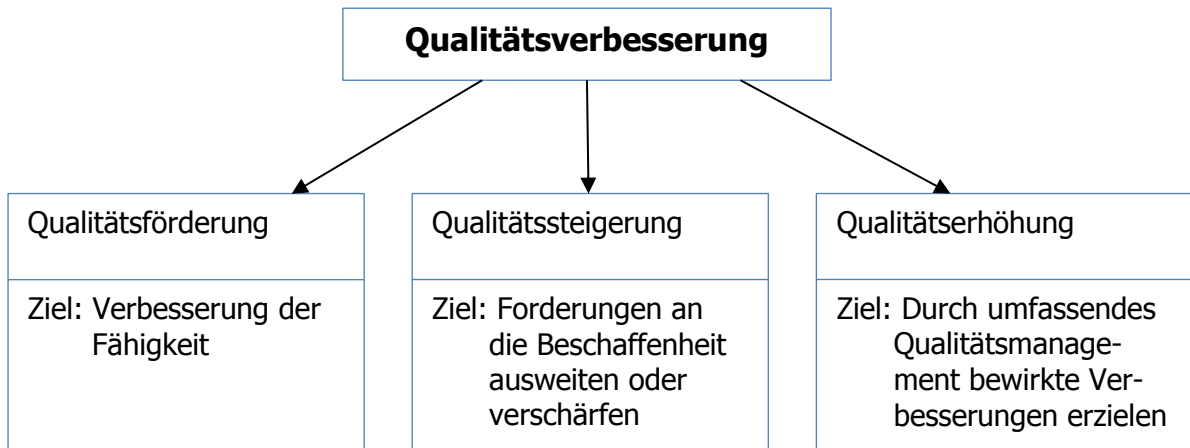 Qualitätsverbesserung
Qualitätsförderung
Ziel: Verbesserung der
Fähigkeit
Qualitätssteigerung
Ziel: Forderungen an
die Beschaffenheit
ausweiten oder
verschärfen
Qualitätserhöhung
Ziel: Durch umfassendes
Qualitätsmanage-
ment bewirkte Ver-
besserungen erzielen